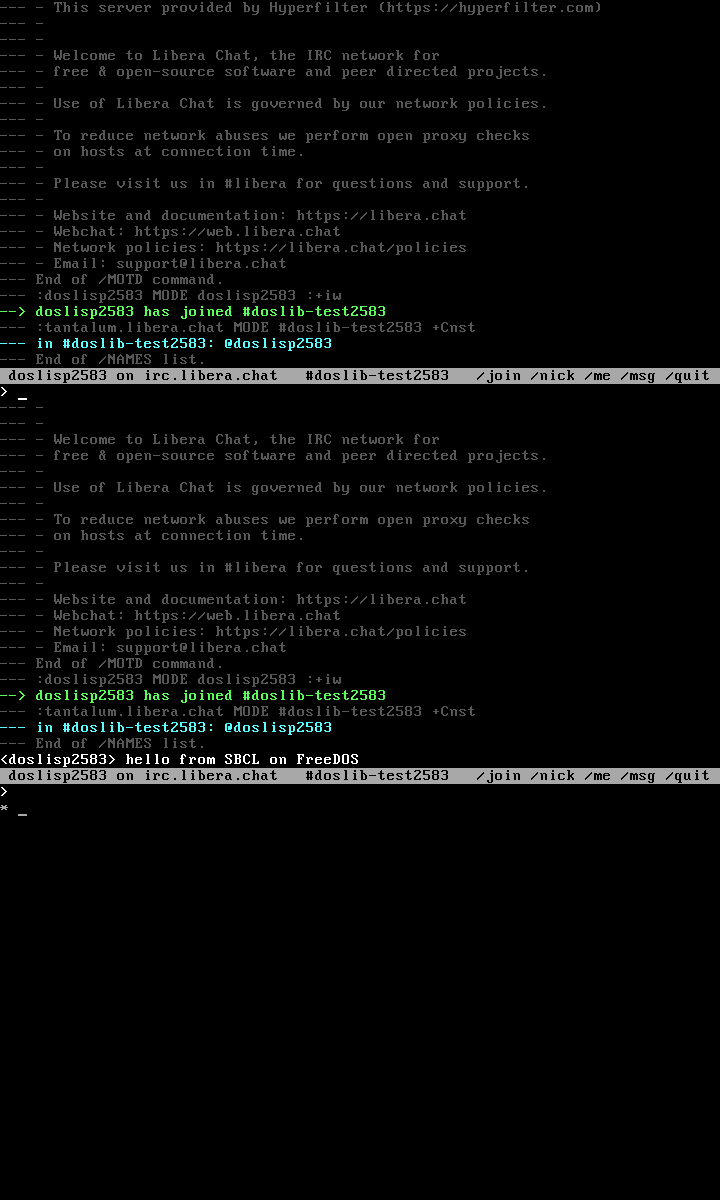 --- - This server provided by Hyperfilter (https://hyperfilter.com)
--- -
--- -
--- - Welcome to Libera Chat, the IRC network for
--- - free & open-source software and peer directed projects.
--- -
--- - Use of Libera Chat is governed by our network policies.
--- -
--- - To reduce network abuses we perform open proxy checks
--- - on hosts at connection time.
--- -
--- - Please visit us in #libera for questions and support.
--- -
--- - Website and documentation: https://libera.chat
--- - Webchat: https://web.libera.chat
--- - Network policies: https://libera.chat/policies
--- - Email: support@libera.chat
--- End of /MOTD command.
--- :doslisp2583 MODE doslisp2583 :+iw
--> doslisp2583 has joined #doslib-test2583
--- :tantalum.libera.chat MODE #doslib-test2583 +Cnst
--- in #doslib-test2583: @doslisp2583
--- End of /NAMES list.
doslisp2583 on irc.libera.chat   #doslib-test2583   /join /nick /me /msg /quit
> _
--- -
--- -
--- - Welcome to Libera Chat, the IRC network for
--- - free & open-source software and peer directed projects.
--- -
--- - Use of Libera Chat is governed by our network policies.
--- -
--- - To reduce network abuses we perform open proxy checks
--- - on hosts at connection time.
--- -
--- - Please visit us in #libera for questions and support.
--- -
--- - Website and documentation: https://libera.chat
--- - Webchat: https://web.libera.chat
--- - Network policies: https://libera.chat/policies
--- - Email: support@libera.chat
--- End of /MOTD command.
--- :doslisp2583 MODE doslisp2583 :+iw
--> doslisp2583 has joined #doslib-test2583
--- :tantalum.libera.chat MODE #doslib-test2583 +Cnst
--- in #doslib-test2583: @doslisp2583
--- End of /NAMES list.
<doslisp2583> hello from SBCL on FreeDOS
doslisp2583 on irc.libera.chat   #doslib-test2583   /join /nick /me /msg /quit
>
* _